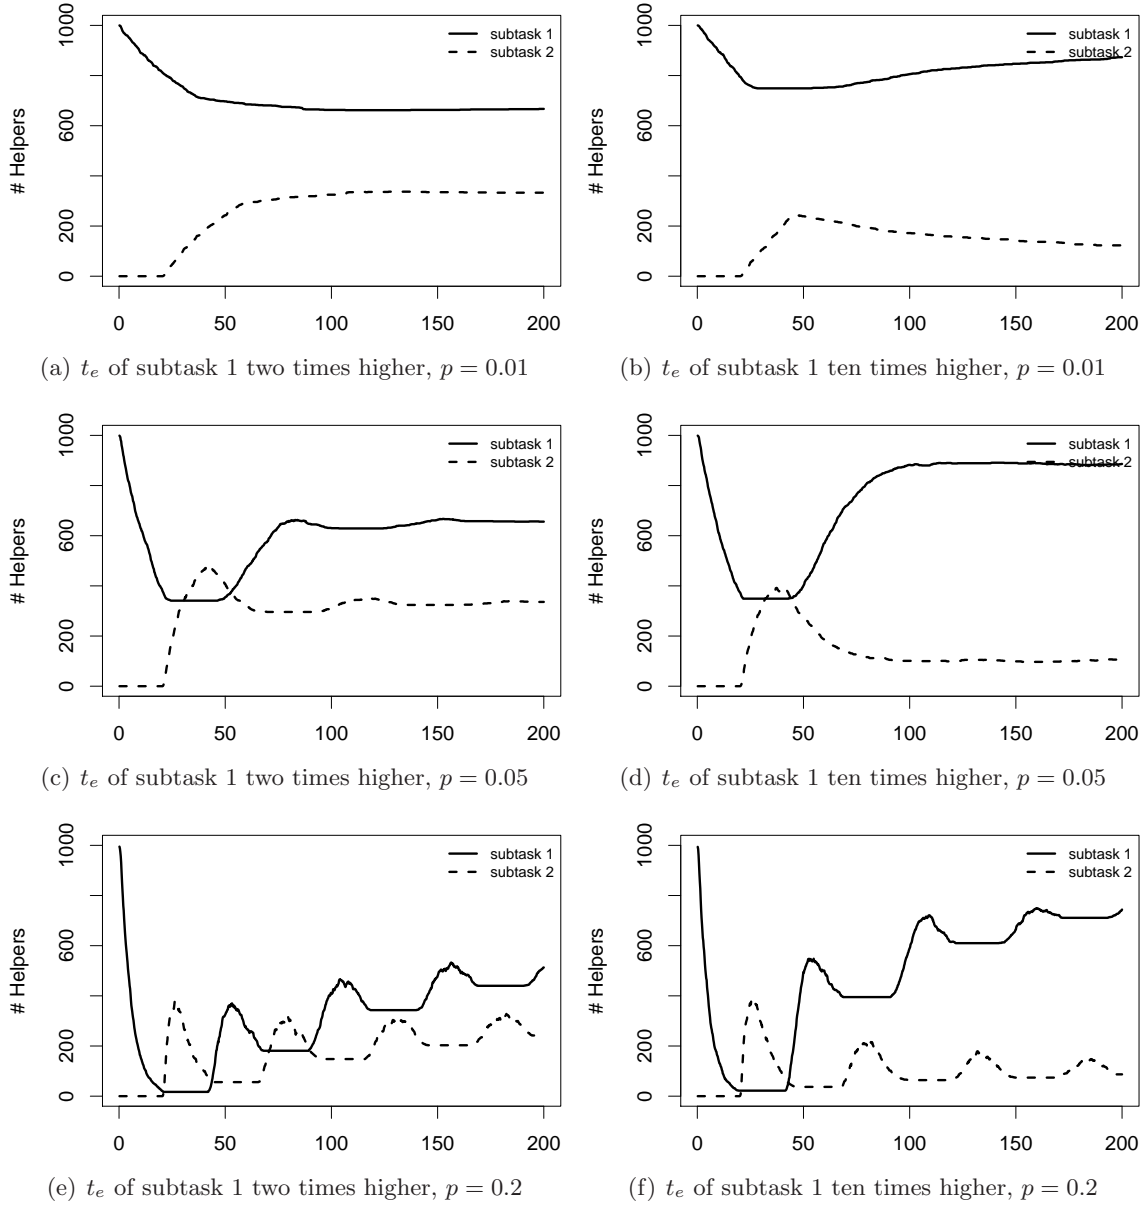 1000
600
200
0
# Helpers
subtask 1
subtask 2
0 50 100 150 200
(a) tₑ of subtask 1 two times higher, p = 0.01
1000
600
200
0
# Helpers
subtask 1
subtask 2
0 50 100 150 200
(b) tₑ of subtask 1 ten times higher, p = 0.01
1000
600
200
0
# Helpers
subtask 1
subtask 2
0 50 100 150 200
(c) tₑ of subtask 1 two times higher, p = 0.05
1000
600
200
0
# Helpers
subtask 1
subtask 2
0 50 100 150 200
(d) tₑ of subtask 1 ten times higher, p = 0.05
1000
600
200
0
# Helpers
subtask 1
subtask 2
0 50 100 150 200
(e) tₑ of subtask 1 two times higher, p = 0.2
1000
600
200
0
# Helpers
subtask 1
subtask 2
0 50 100 150 200
(f) tₑ of subtask 1 ten times higher, p = 0.2